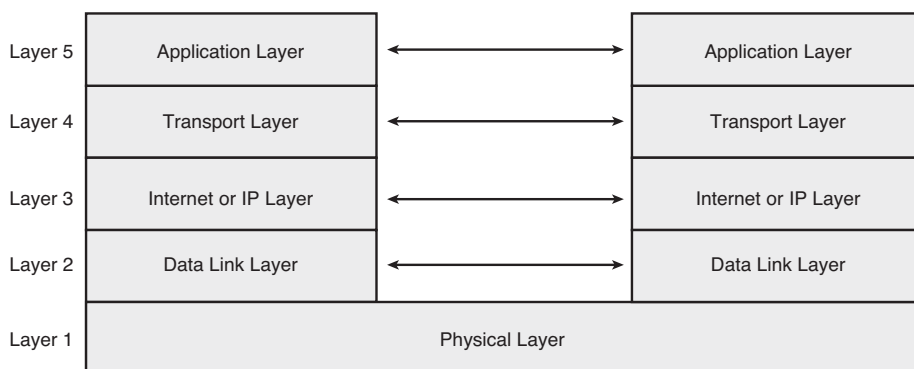 Layer 5 Application Layer Application Layer
Layer 4 Transport Layer Transport Layer
Layer 3 Internet or IP Layer Internet or IP Layer
Layer 2 Data Link Layer Data Link Layer
Layer 1 Physical Layer